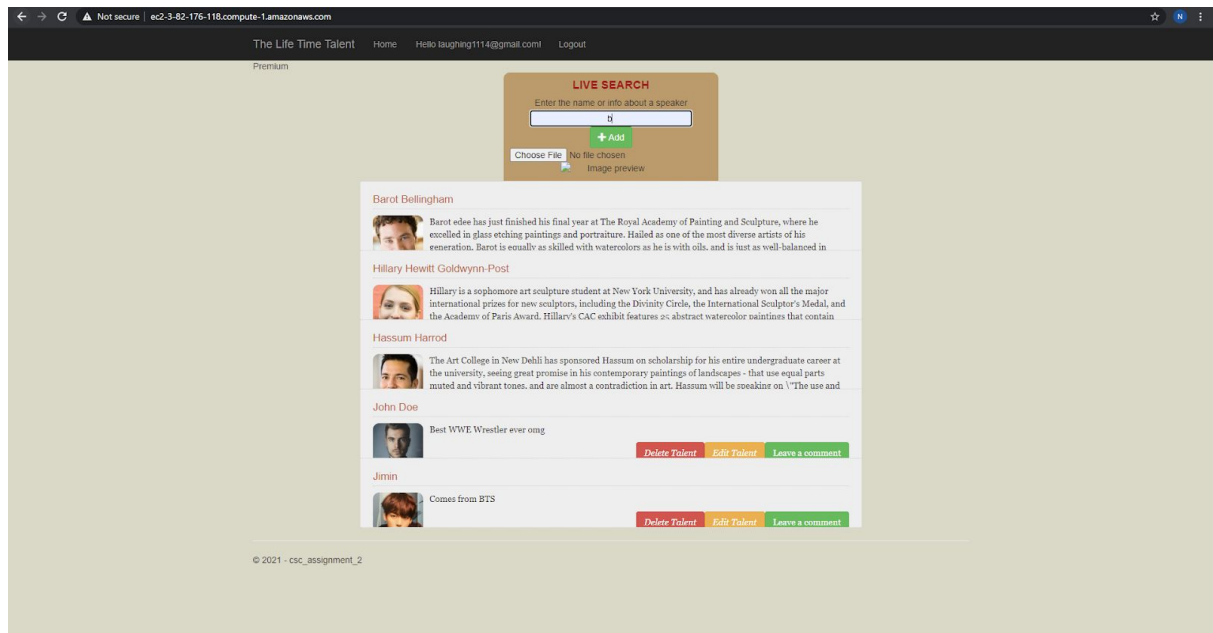 Not secure | ec2-3-82-176-118.compute-1.amazonaws.com
N
The Life Time Talent Home Hello laughing1114@gmail.com! Logout
Premium
LIVE SEARCH
Enter the name or info about a speaker
b
+ Add
Choose File No file chosen
Image preview
Barot Bellingham
Barot edee has just finished his final year at The Royal Academy of Painting and Sculpture, where he
excelled in glass etching paintings and portraiture. Hailed as one of the most diverse artists of his
generation. Barot is equally as skilled with watercolors as he is with oils, and is just as well-balanced in
Hillary Hewitt Goldwynn-Post
Hillary is a sophomore art sculpture student at New York University, and has already won all the major
international prizes for new sculptors, including the Divinity Circle, the International Sculptor's Medal, and
the Academy of Paris Award. Hillary's CAC exhibit features 25 abstract watercolor paintings that contain
Hassum Harrod
The Art College in New Dehli has sponsored Hassum on scholarship for his entire undergraduate career at
the university, seeing great promise in his contemporary paintings of landscapes - that use equal parts
muted and vibrant tones, and are almost a contradiction in art. Hassum will be speaking on \"The use and
John Doe
Best WWE Wrestler ever omg
Delete Talent Edit Talent Leave a comment
Jimin
Comes from BTS
Delete Talent Edit Talent Leave a comment
© 2021 - csc_assignment_2